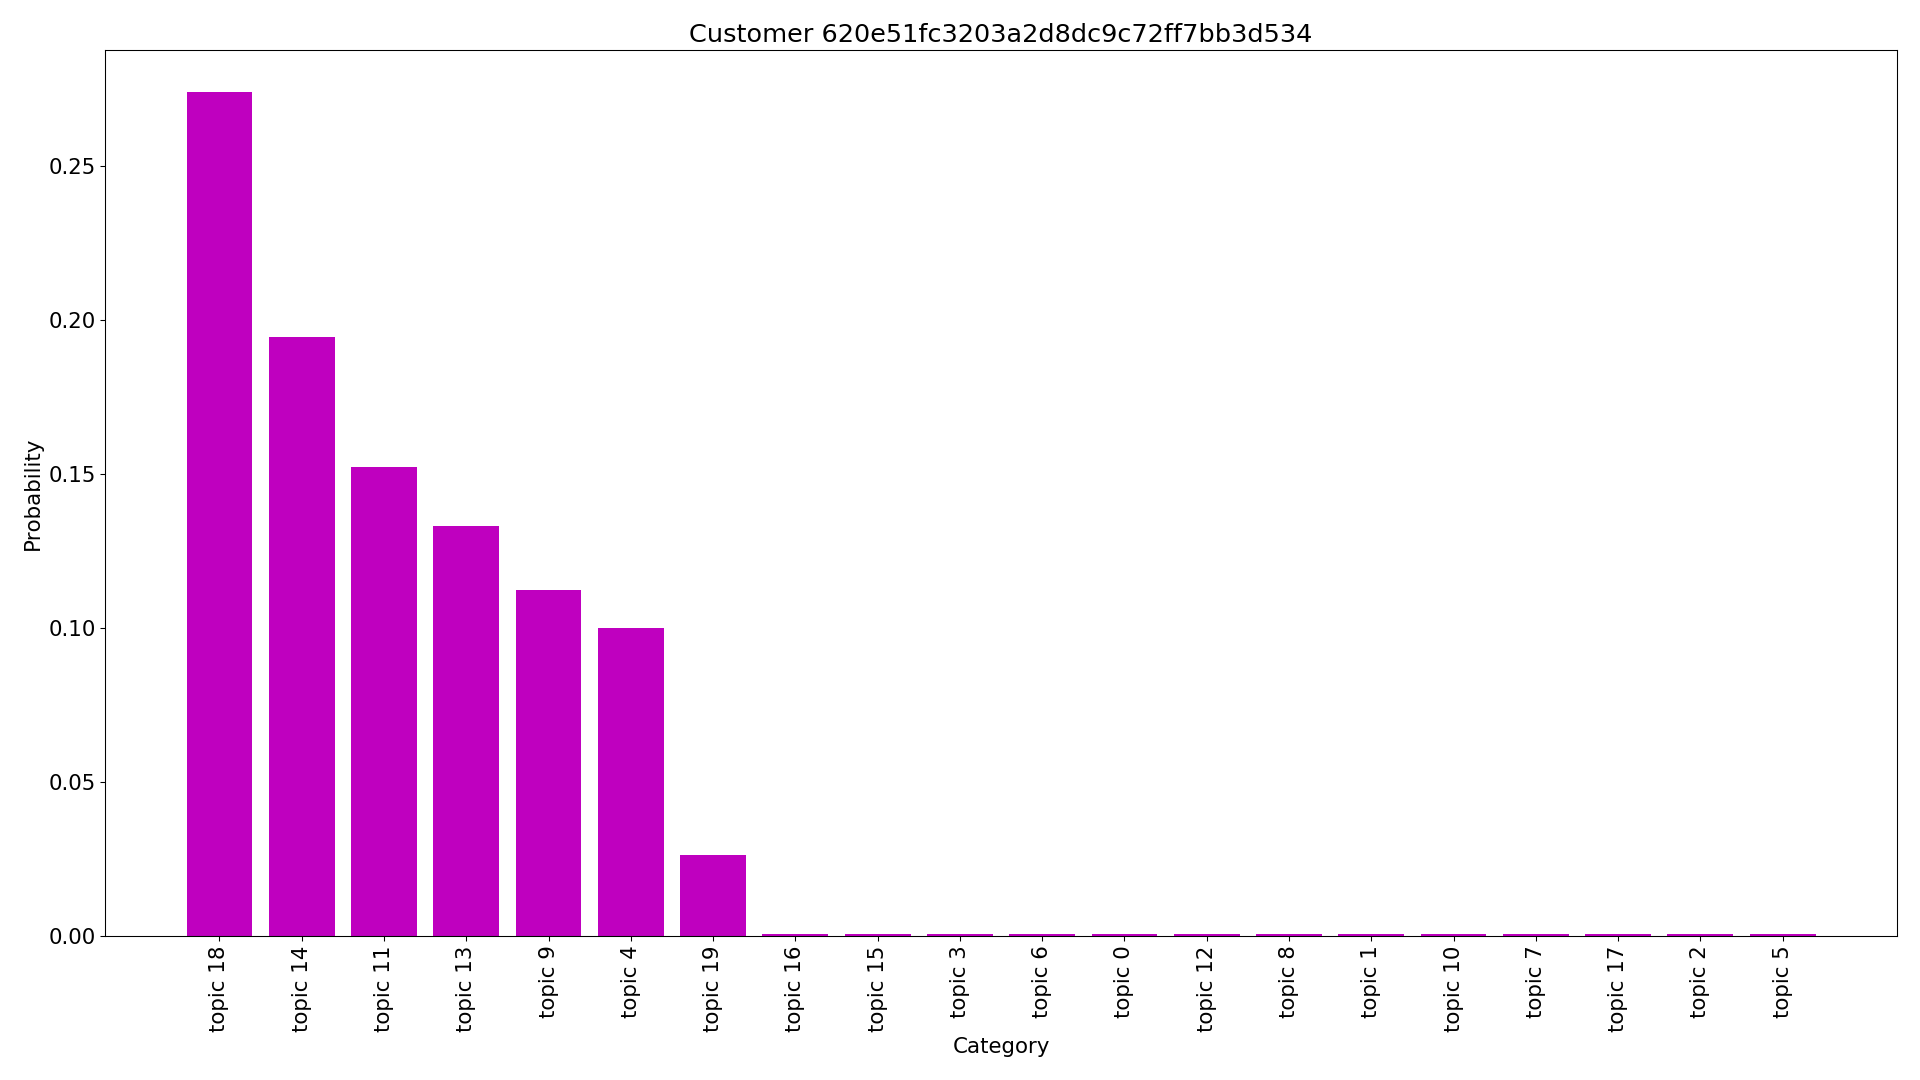 Customer 620e51fc3203a2d8dc9c72ff7bb3d534
Probability
0.25
0.20
0.15
0.10
0.05
0.00
topic 18
topic 14
topic 11
topic 13
topic 9
topic 4
topic 19
topic 16
topic 15
topic 3
topic 6
topic 0
topic 12
topic 8
topic 1
topic 10
topic 7
topic 17
topic 2
topic 5
Category